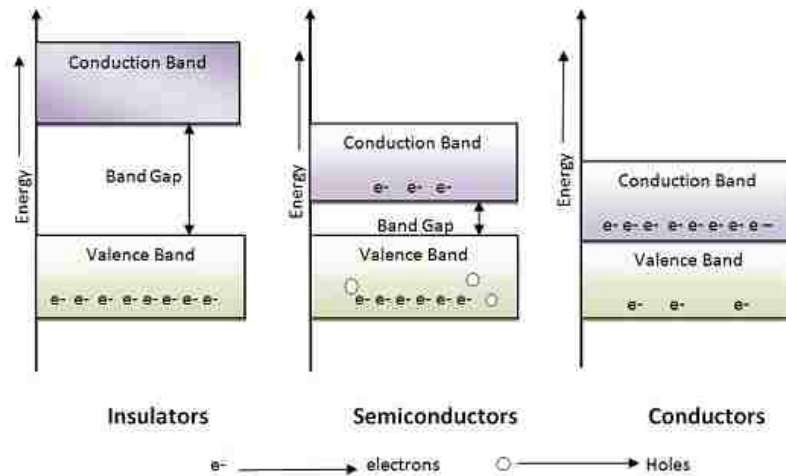 Energy
Conduction Band
Band Gap
Valence Band
e- e- e- e- e- e- e- e-
Insulators
Energy
Conduction Band
e- e- e-
Band Gap
Valence Band
e- e- e- e- e- e-
Semiconductors
Energy
Conduction Band
e- e- e- e- e- e- e- e -
Valence Band
e- e- e-
Conductors
e- electrons Holes